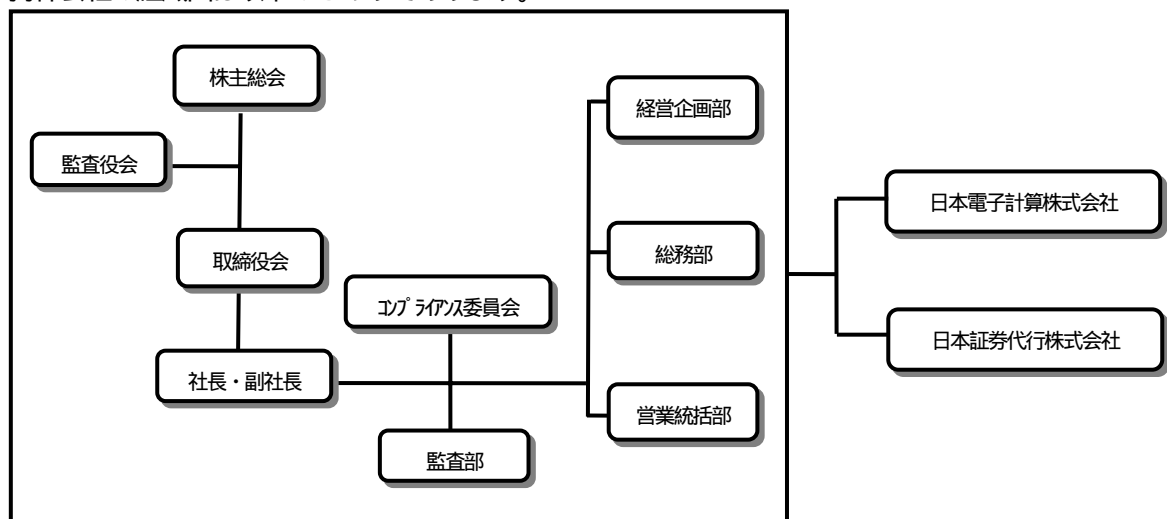 株主総会
経営企画部
監査役会
日本電子計算株式会社
取締役会
総務部
コンプライアンス委員会
日本証券代行株式会社
社長・副社長
営業統括部
監査部